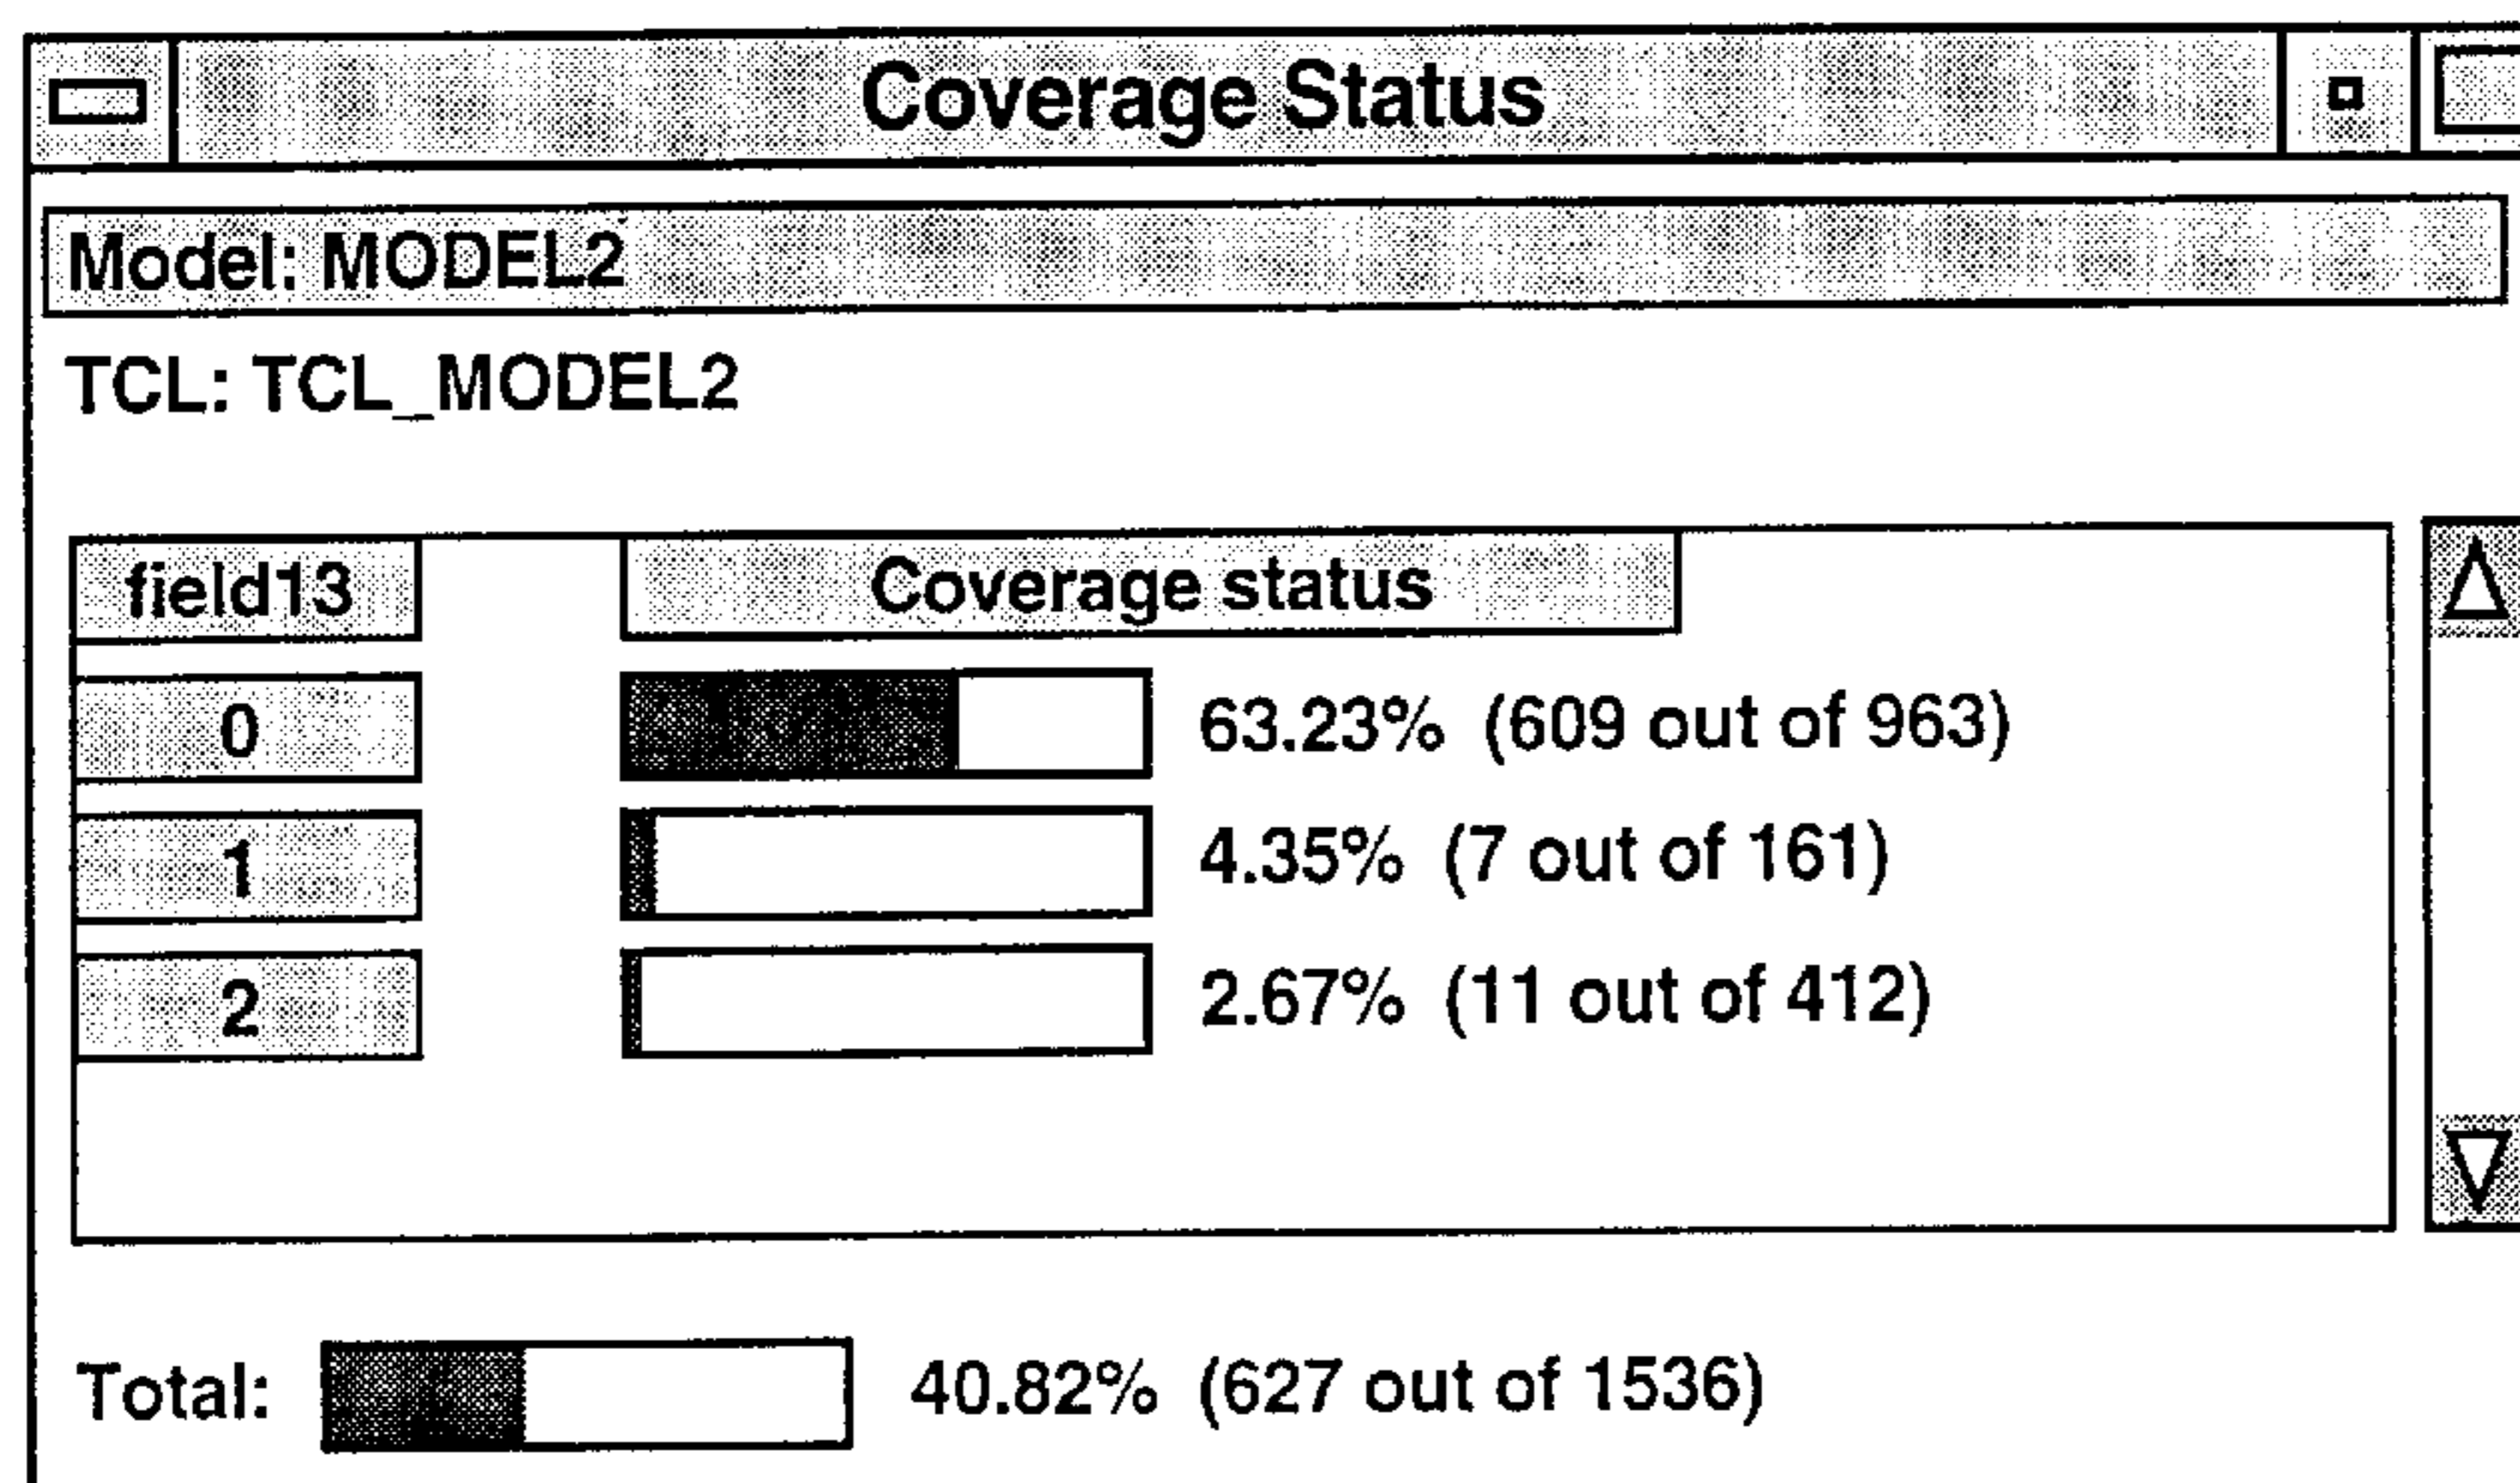 Coverage Status
Model: MODEL2
TCL: TCL_MODEL2
field13 Coverage status
0 63.23% (609 out of 963)
1 4.35% (7 out of 161)
2 2.67% (11 out of 412)
Total: 40.82% (627 out of 1536)